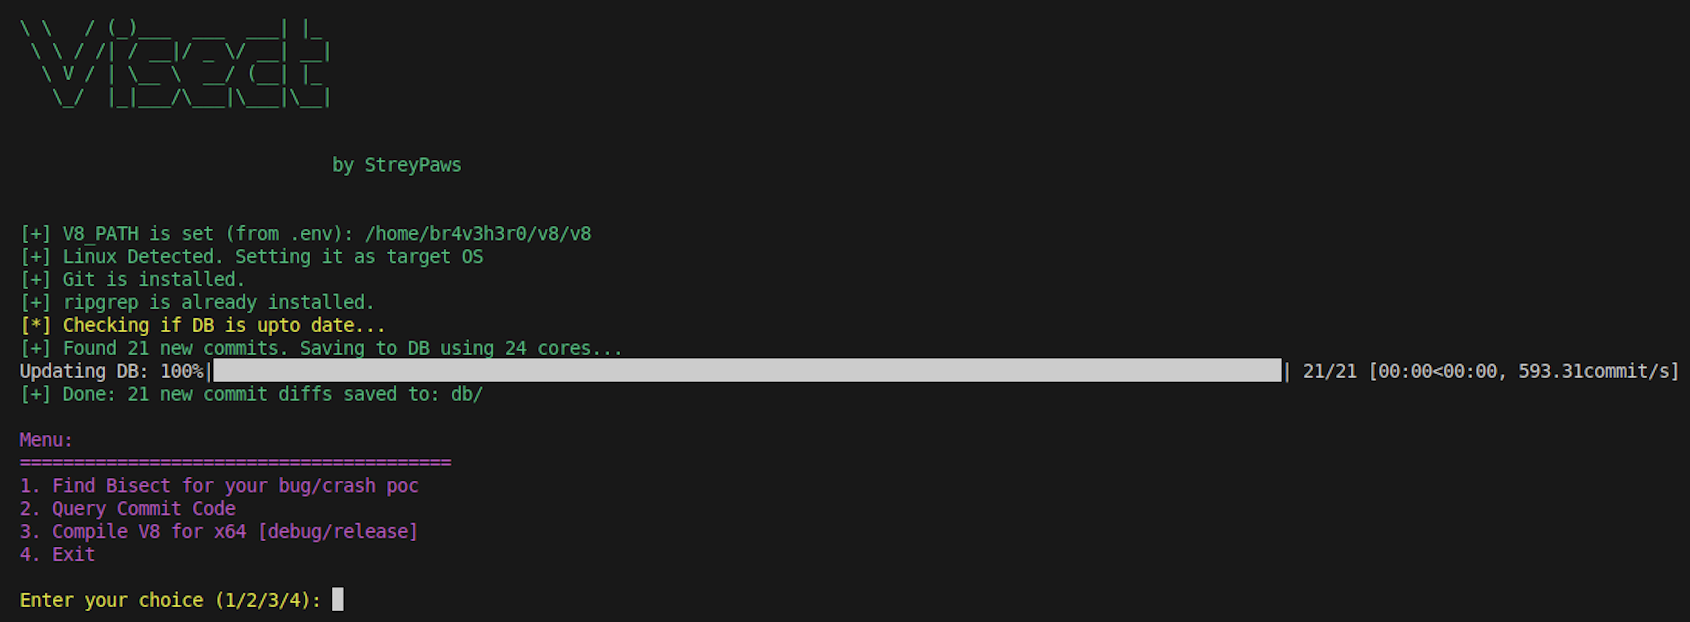 Visect
by StreyPaws
[+] V8_PATH is set (from .env): /home/br4v3h3r0/v8/v8
[+] Linux Detected. Setting it as target OS
[+] Git is installed.
[+] ripgrep is already installed.
[*] Checking if DB is upto date...
[+] Found 21 new commits. Saving to DB using 24 cores...
Updating DB: 100%| | 21/21 [00:00<00:00, 593.31commit/s]
[+] Done: 21 new commit diffs saved to: db/
Menu:
========================================
1. Find Bisect for your bug/crash poc
2. Query Commit Code
3. Compile V8 for x64 [debug/release]
4. Exit
Enter your choice (1/2/3/4):